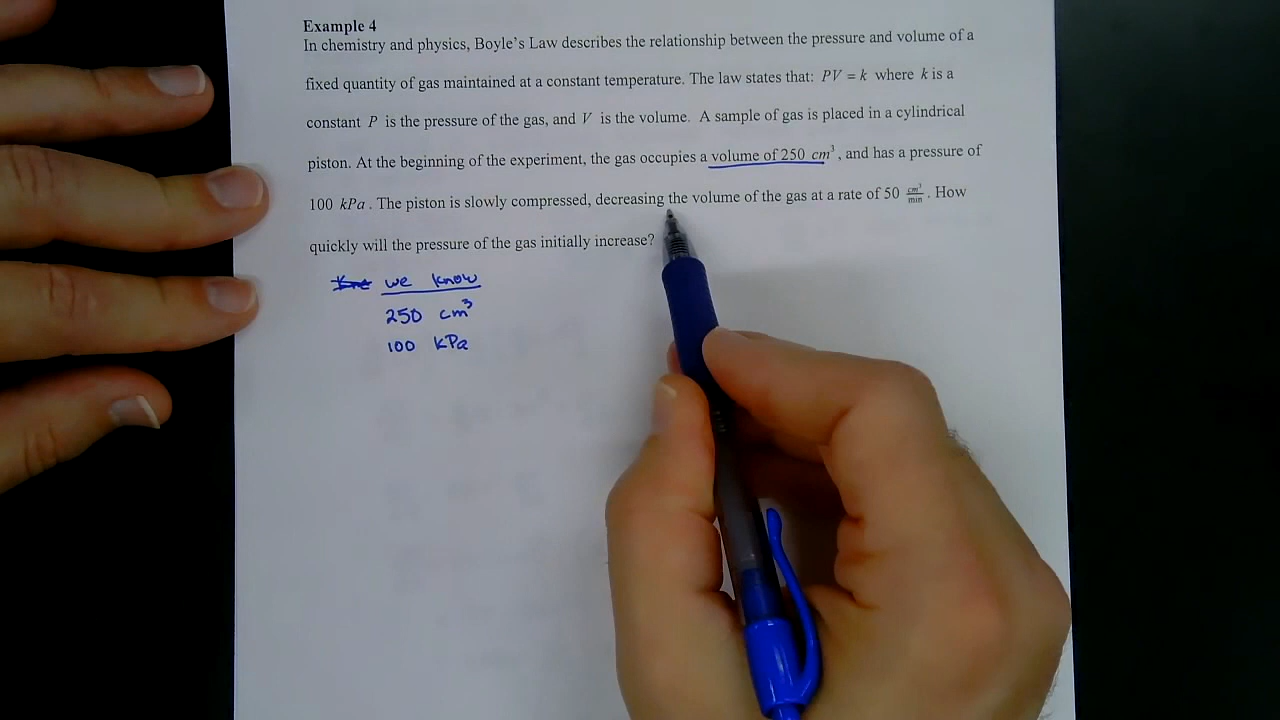 Example 4
In chemistry and physics, Boyle's Law describes the relationship between the pressure and volume of a
fixed quantity of gas maintained at a constant temperature. The law states that: PV = k where k is a
constant P is the pressure of the gas, and V is the volume. A sample of gas is placed in a cylindrical
piston. At the beginning of the experiment, the gas occupies a volume of 250 cm³, and has a pressure of
100 kPa. The piston is slowly compressed, decreasing the volume of the gas at a rate of 50 cm³/min. How
quickly will the pressure of the gas initially increase?
we know
250 cm³
100 kPa